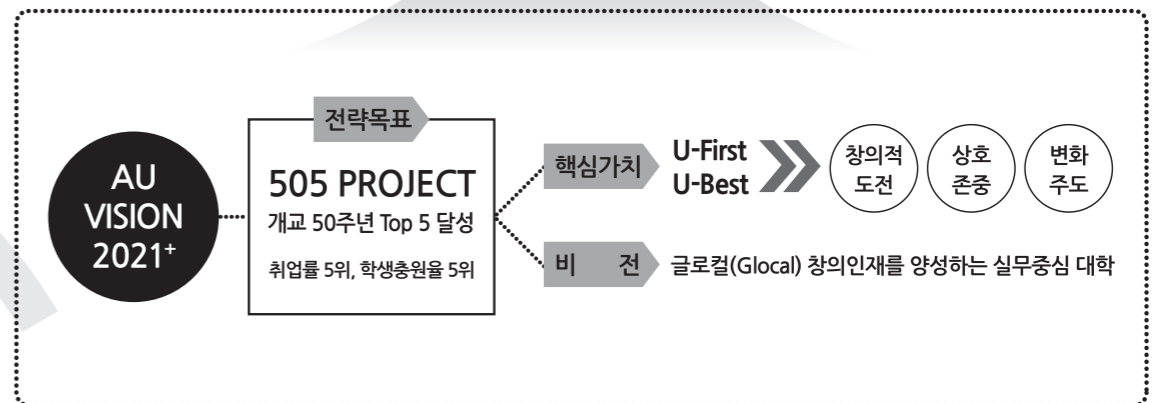 AU
VISION
2021+
전략목표
505 PROJECT
개교 50주년 Top 5 달성
취업률 5위, 학생충원율 5위
핵심가치
U-First
U-Best
창의적
도전
상호
존중
변화
주도
비 전
글로컬(Glocal) 창의인재를 양성하는 실무중심 대학